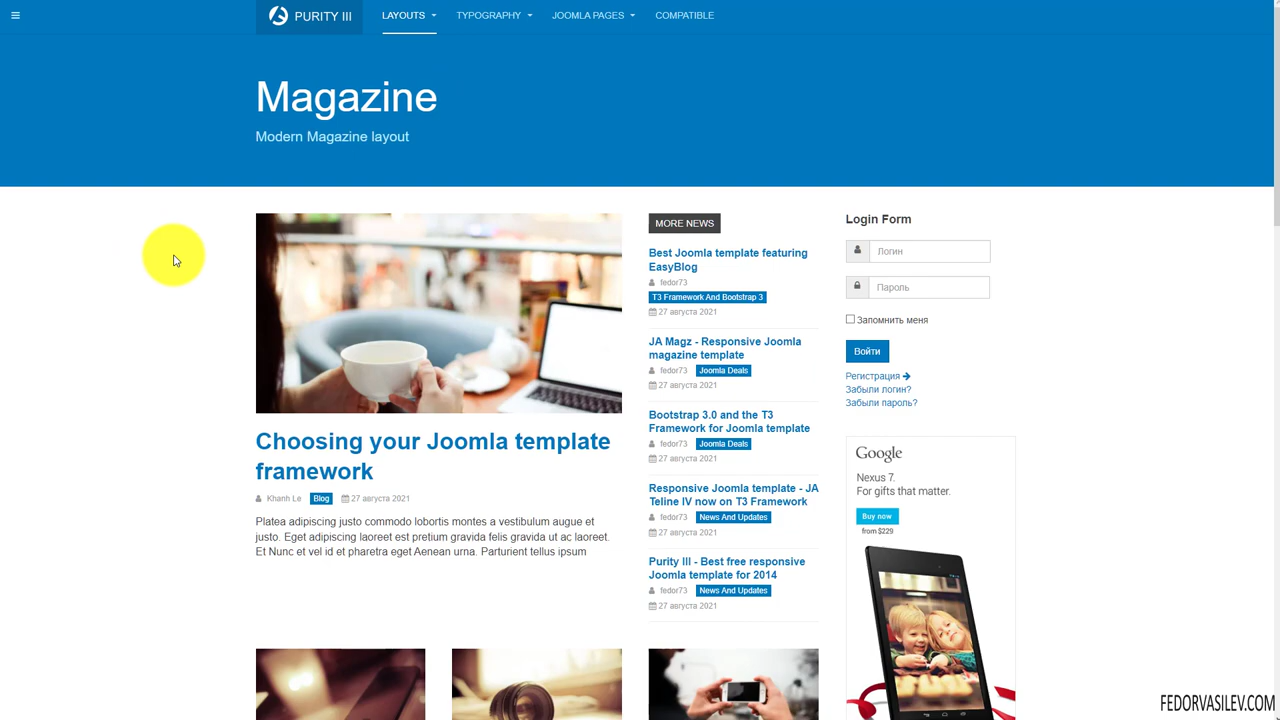 PURITY III
LAYOUTS
TYPOGRAPHY
JOOMLA PAGES
COMPATIBLE
Magazine
Modern Magazine layout
Choosing your Joomla template
framework
Khanh Le Blog 27 августа 2021
Platea adipiscing justo commodo lobortis montes a vestibulum augue et
justo. Eget adipiscing laoreet est pretium gravida felis gravida ut ac laoreet.
Et Nunc et vel id et pharetra eget Aenean urna. Parturient tellus ipsum
MORE NEWS
Best Joomla template featuring
EasyBlog
fedor73
T3 Framework And Bootstrap 3
27 августа 2021
JA Magz - Responsive Joomla
magazine template
fedor73 Joomla Deals
27 августа 2021
Bootstrap 3.0 and the T3
Framework for Joomla template
fedor73 Joomla Deals
27 августа 2021
Responsive Joomla template - JA
Teline IV now on T3 Framework
fedor73 News And Updates
27 августа 2021
Purity III - Best free responsive
Joomla template for 2014
fedor73 News And Updates
27 августа 2021
Login Form
Логин
Пароль
Запомнить меня
Войти
Регистрация
Забыли логин?
Забыли пароль?
Google
Nexus 7.
For gifts that matter.
Buy now
from $229
FEDORVASILEV.COM